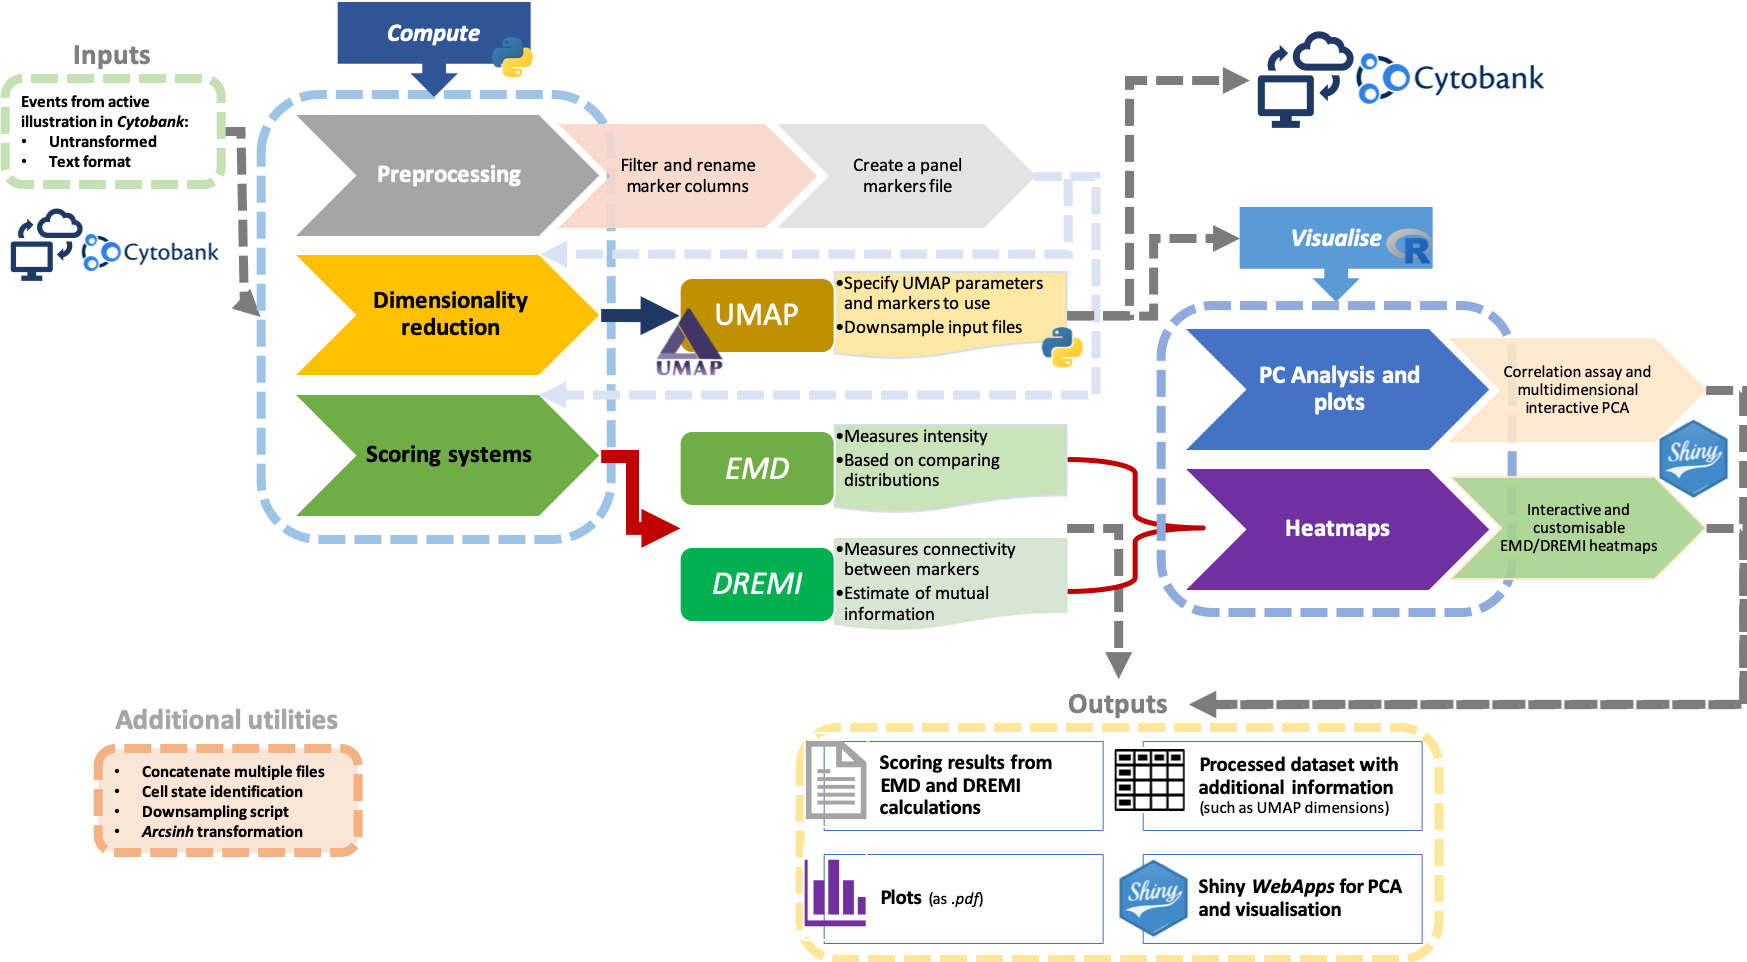 Compute
Inputs
Events from active
illustration in Cytobank:
• Untransformed
• Text format
Cytobank
Preprocessing
Filter and rename
marker columns
Create a panel
markers file
Cytobank
Visualise
R
Dimensionality
reduction
UMAP
UMAP
•Specify UMAP parameters
and markers to use
•Downsample input files
PC Analysis and
plots
Correlation assay and
multidimensional
interactive PCA
Shiny
Scoring systems
EMD
•Measures intensity
•Based on comparing
distributions
DREMI
•Measures connectivity
between markers
•Estimate of mutual
information
Heatmaps
Interactive and
customisable
EMD/DREMI heatmaps
Additional utilities
• Concatenate multiple files
• Cell state identification
• Downsampling script
• Arcsinh transformation
Outputs
Scoring results from
EMD and DREMI
calculations
Processed dataset with
additional information
(such as UMAP dimensions)
Plots (as .pdf)
Shiny
Shiny WebApps for PCA
and visualisation